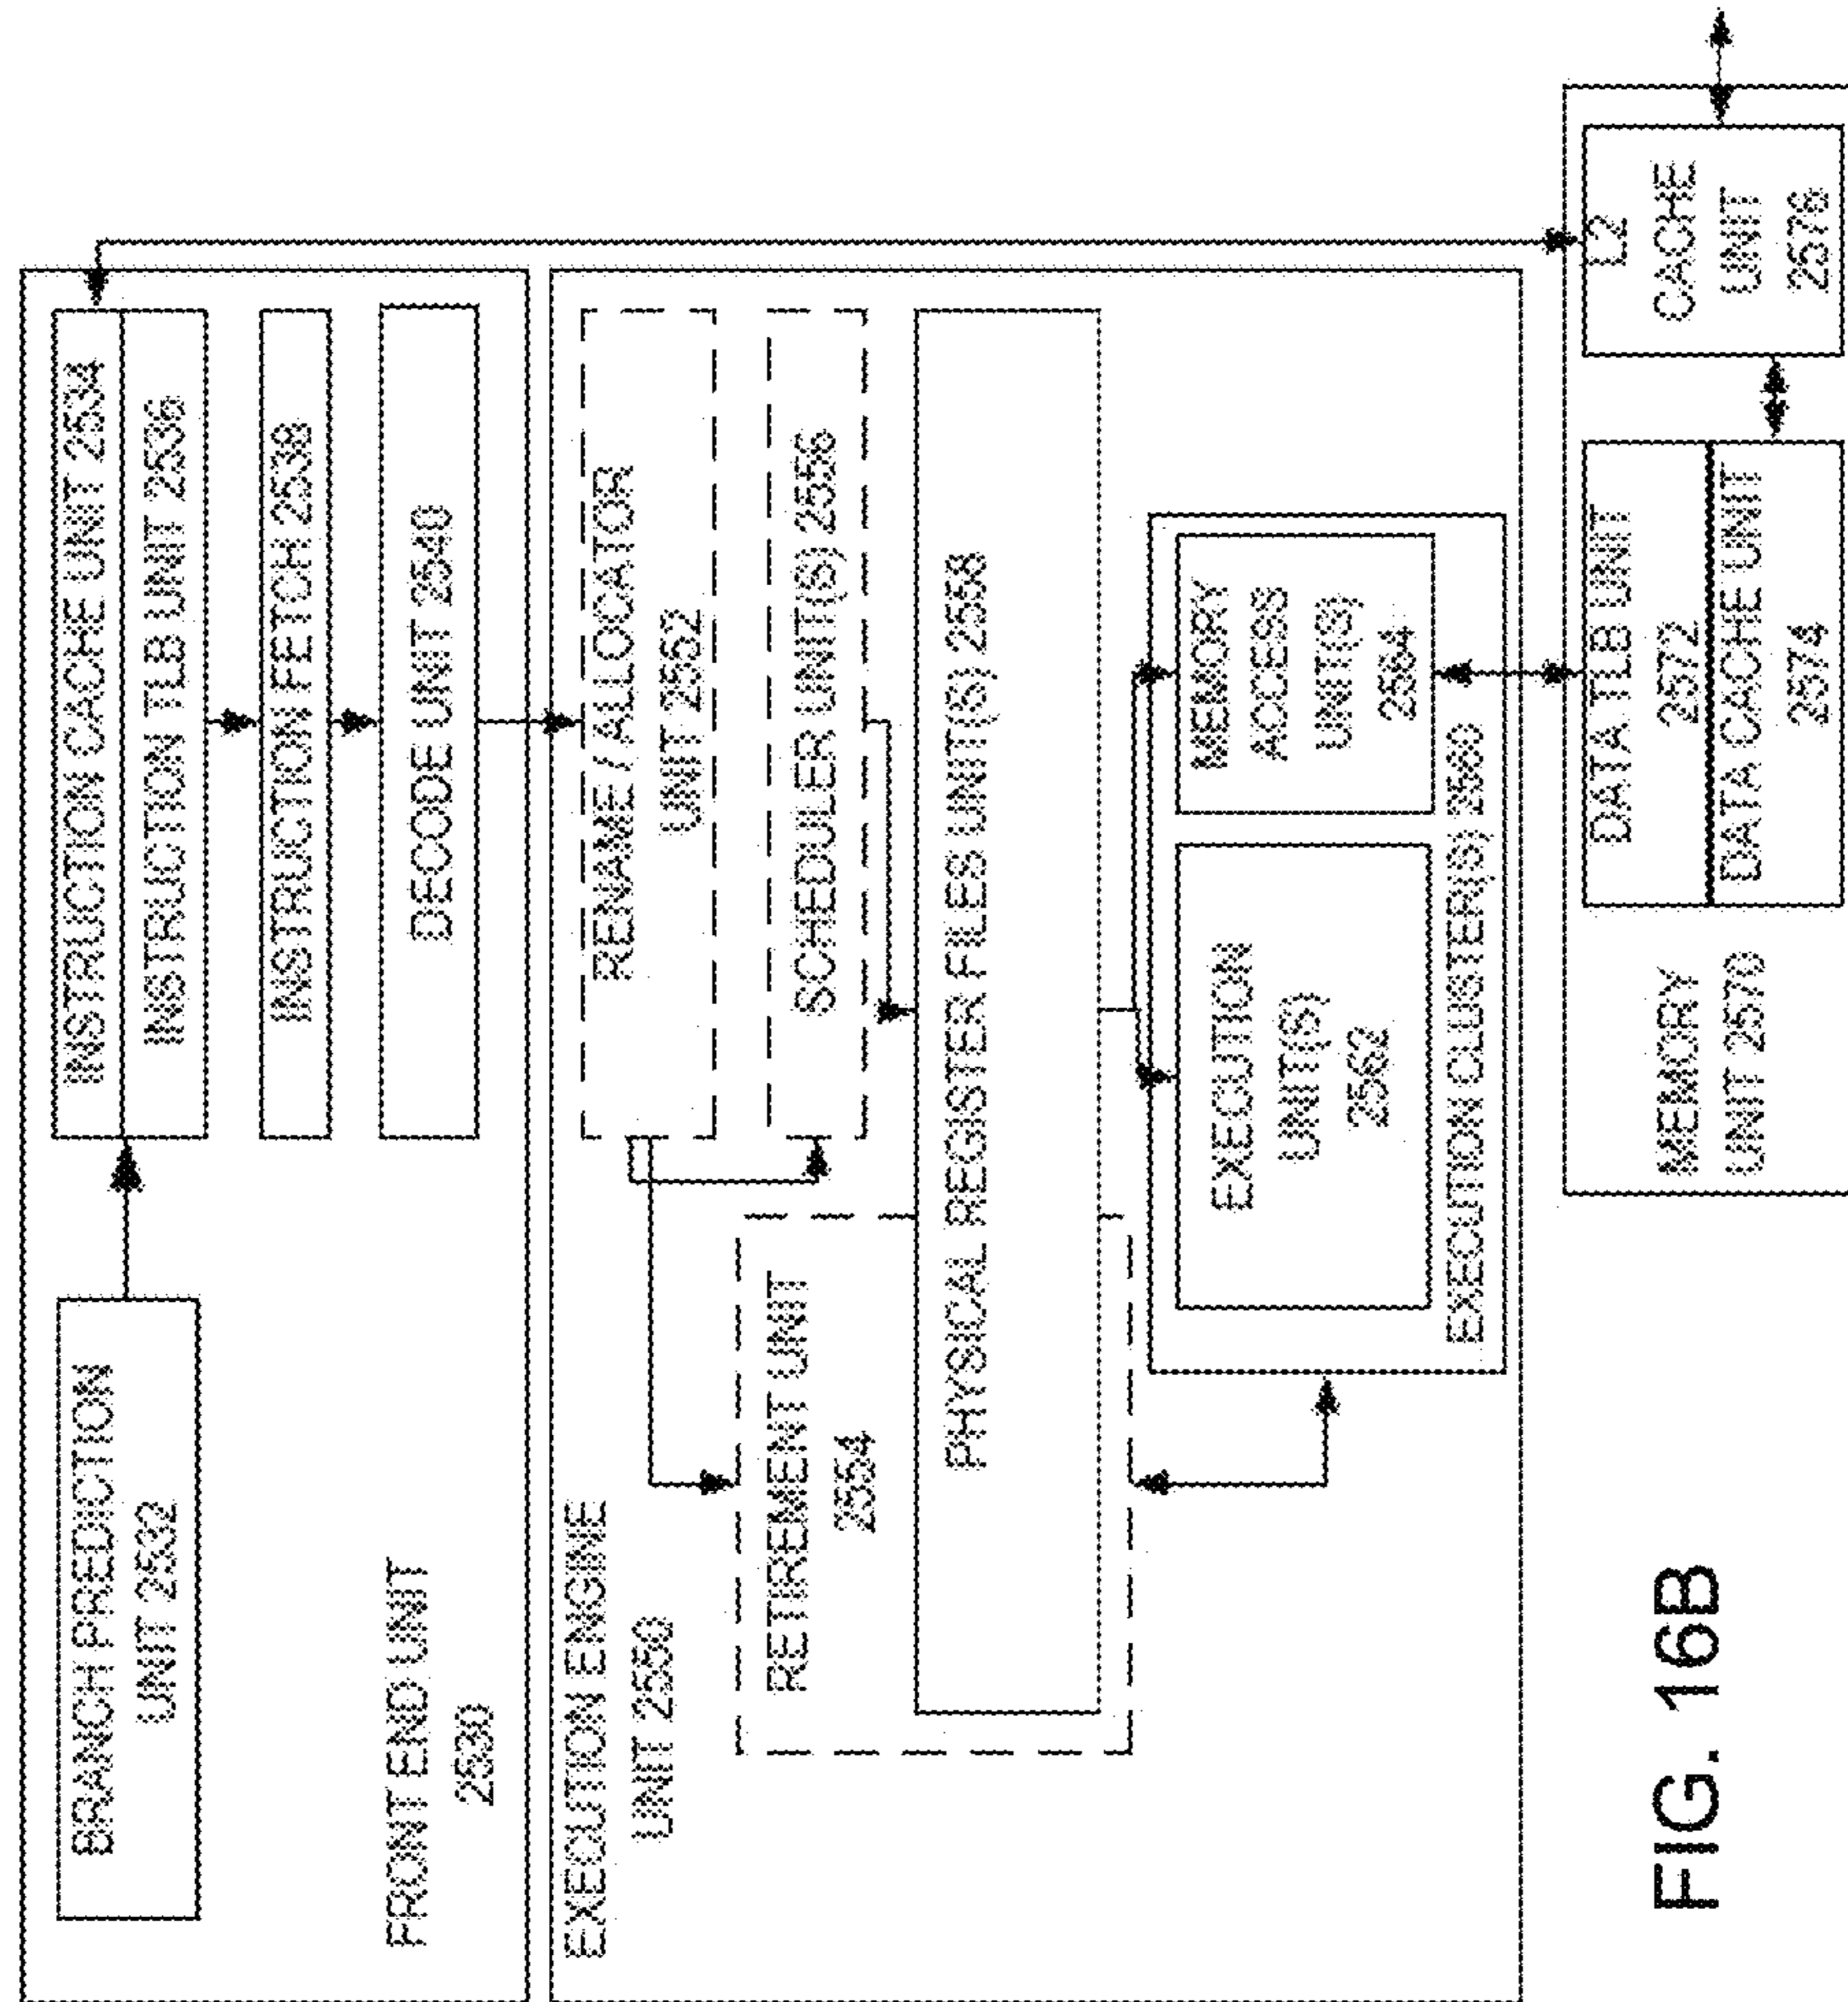 BRANCH PREDICTION
UNIT 2532
INSTRUCTION CACHE UNIT 2534
INSTRUCTION TLB UNIT 2536
INSTRUCTION FETCH 2538
DECODE UNIT 2540
FRONT END UNIT
2530
EXECUTION ENGINE
UNIT 2550
RENAME / ALLOCATOR
UNIT 2552
SCHEDULER UNIT(S) 2556
RETIREMENT UNIT
2554
PHYSICAL REGISTER FILES UNIT(S) 2558
EXECUTION
UNIT(S)
2562
MEMORY
ACCESS
UNIT(S)
2564
EXECUTION CLUSTER(S) 2560
MEMORY
UNIT 2570
DATA TLB UNIT
2572
DATA CACHE UNIT
2574
L2
CACHE
UNIT
2576
FIG. 16B